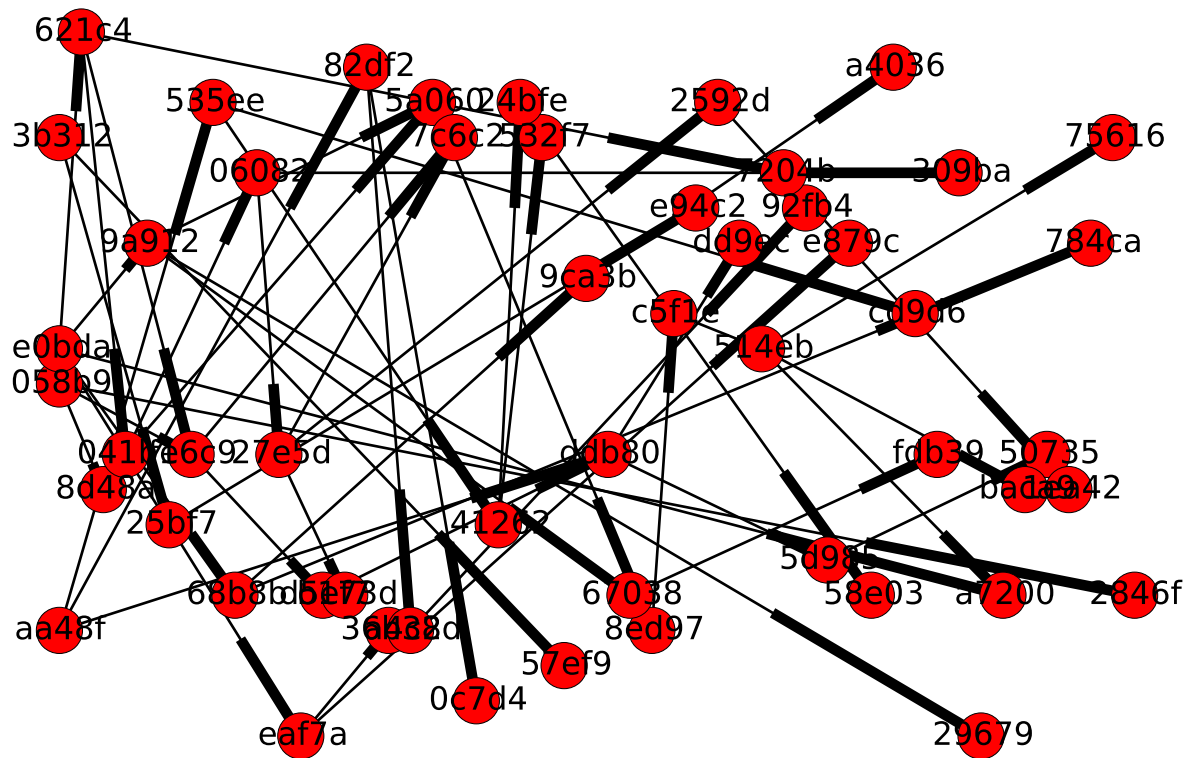 621c4
82df2
a4036
535ee
5a060
24bfe
2592d
3b312
7c6c2
532f7
75616
06082
7204b
309ba
e94c2
92fb4
9a912
dd9ec
e879c
784ca
9ca3b
c5f1e
cd9d6
e0bda
514eb
058b9
27e5d
ddb80
fdb39
50735
8d48a
1ea42
25bf7
41262
5d985
68b8b
67038
58e03
a7200
2846f
aa48f
8ed97
57ef9
0c7d4
eaf7a
29679